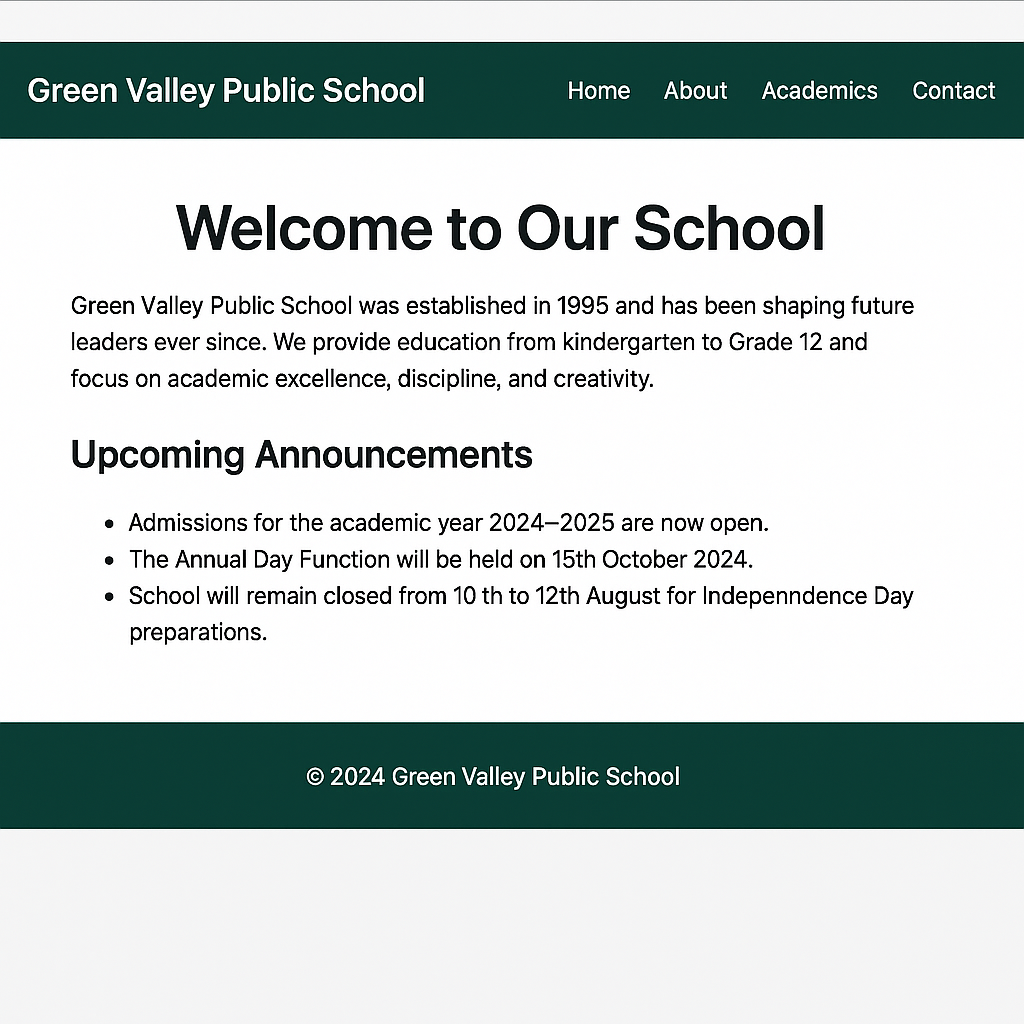 Green Valley Public School
Home About Academics Contact
Welcome to Our School
Green Valley Public School was established in 1995 and has been shaping future
leaders ever since. We provide education from kindergarten to Grade 12 and
focus on academic excellence, discipline, and creativity.
Upcoming Announcements
• Admissions for the academic year 2024–2025 are now open.
• The Annual Day Function will be held on 15th October 2024.
• School will remain closed from 10 th to 12th August for Indepenndence Day
preparations.
© 2024 Green Valley Public School